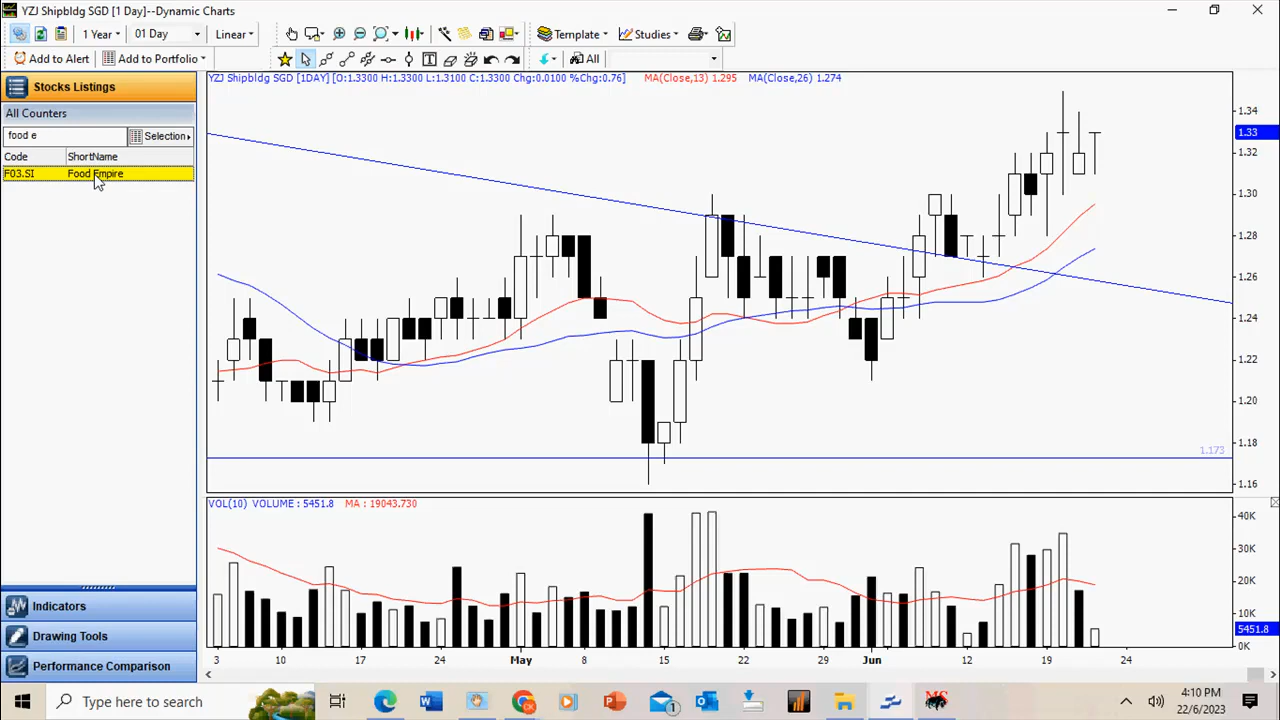 YZJ Shipbldg SGD [1 Day]--Dynamic Charts
1 Year
01 Day
Linear
Template
Studies
Add to Alert
Add to Portfolio
All
Stocks Listings
All Counters
food e
Selection
Code ShortName
F03.SI Food Empire
Indicators
Drawing Tools
Performance Comparison
YZJ Shipbldg SGD [1DAY] [O:1.3300 H:1.3300 L:1.3100 C:1.3300 Chg:0.0100 %Chg:0.76] MA(Close,13) 1.295 MA(Close,26) 1.274
1.34
1.33
1.32
1.30
1.28
1.26
1.24
1.22
1.20
1.18
1.16
1.173
VOL(10) VOLUME : 5451.8 MA : 19043.730
40K
30K
20K
10K
5451.8
0K
3 10 17 24 May 8 15 22 29 Jun 12 19 24
Type here to search
1
4:10 PM
22/6/2023